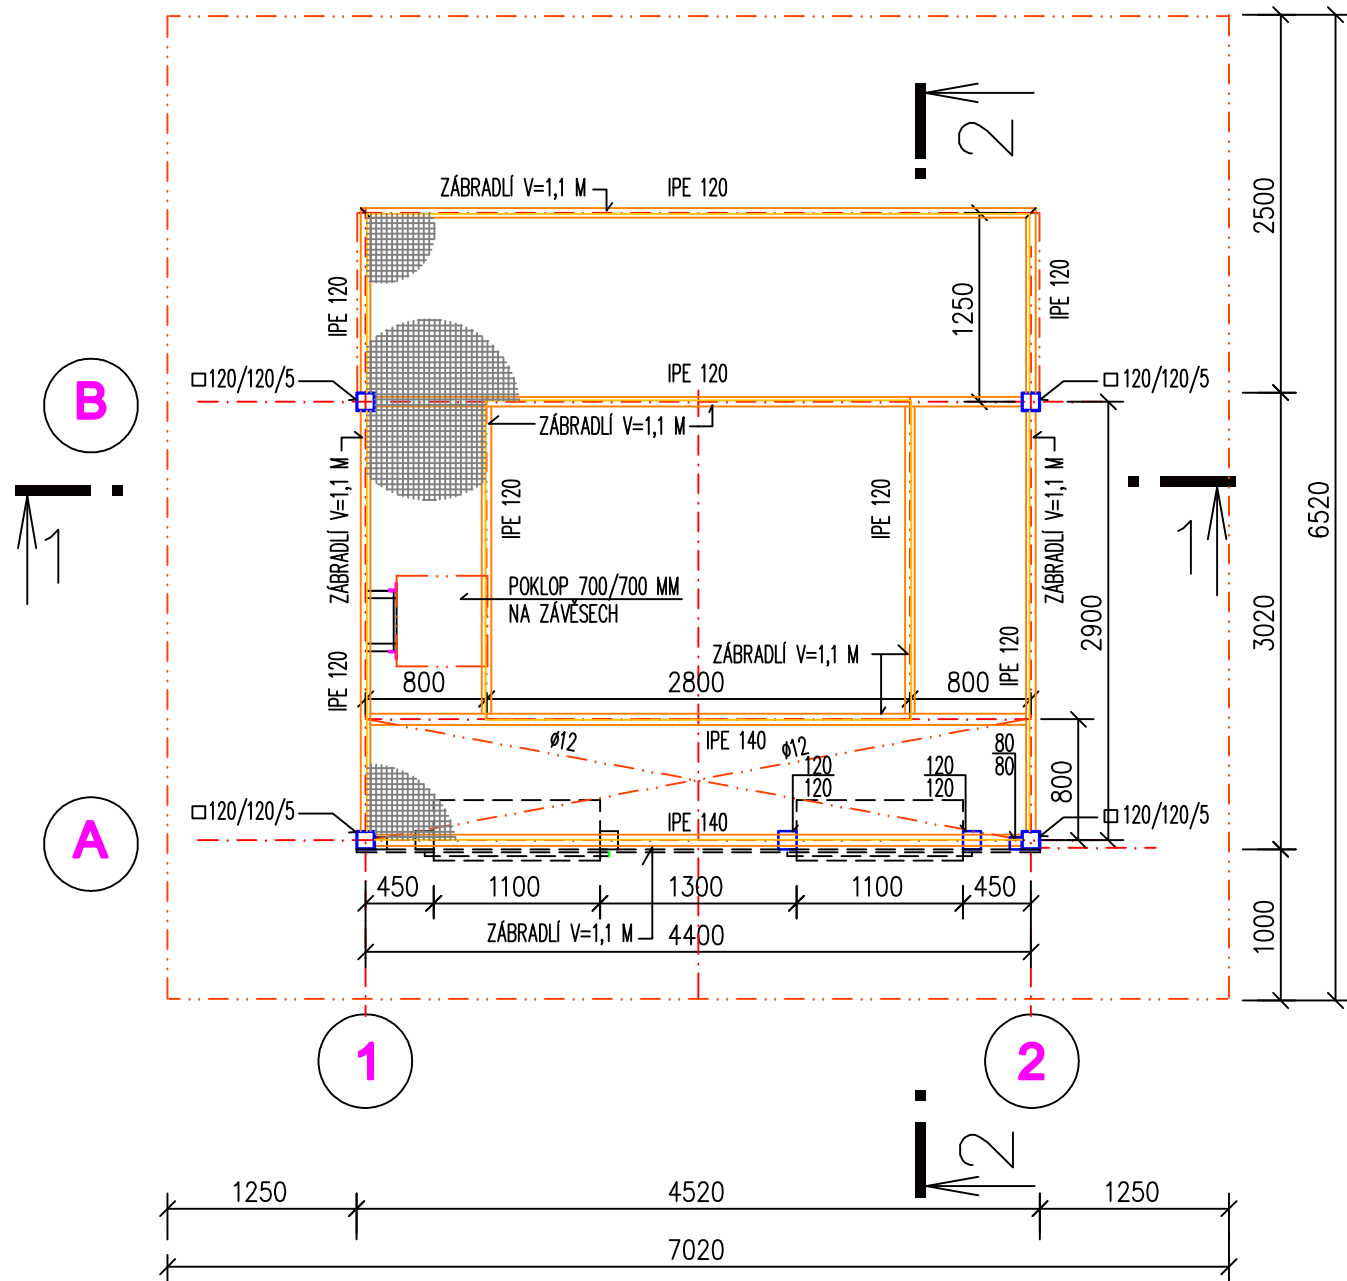 2
2500
ZÁBRADLÍ V=1,1 M
IPE 120
IPE 120
1250
IPE 120
B
□120/120/5
IPE 120
□120/120/5
ZÁBRADLÍ V=1,1 M
6520
ZÁBRADLÍ V=1,1 M
IPE 120
IPE 120
ZÁBRADLÍ V=1,1 M
1
1
POKLOP 700/700 MM
NA ZÁVĚSECH
2900
3020
ZÁBRADLÍ V=1,1 M
IPE 120
IPE 120
800
2800
800
ø12
IPE 140
ø12
80
80
120
120
120
120
800
□120/120/5
IPE 140
□120/120/5
A
450
1100
1300
1100
450
1000
ZÁBRADLÍ V=1,1 M
4400
1
2
2
1250
4520
1250
7020